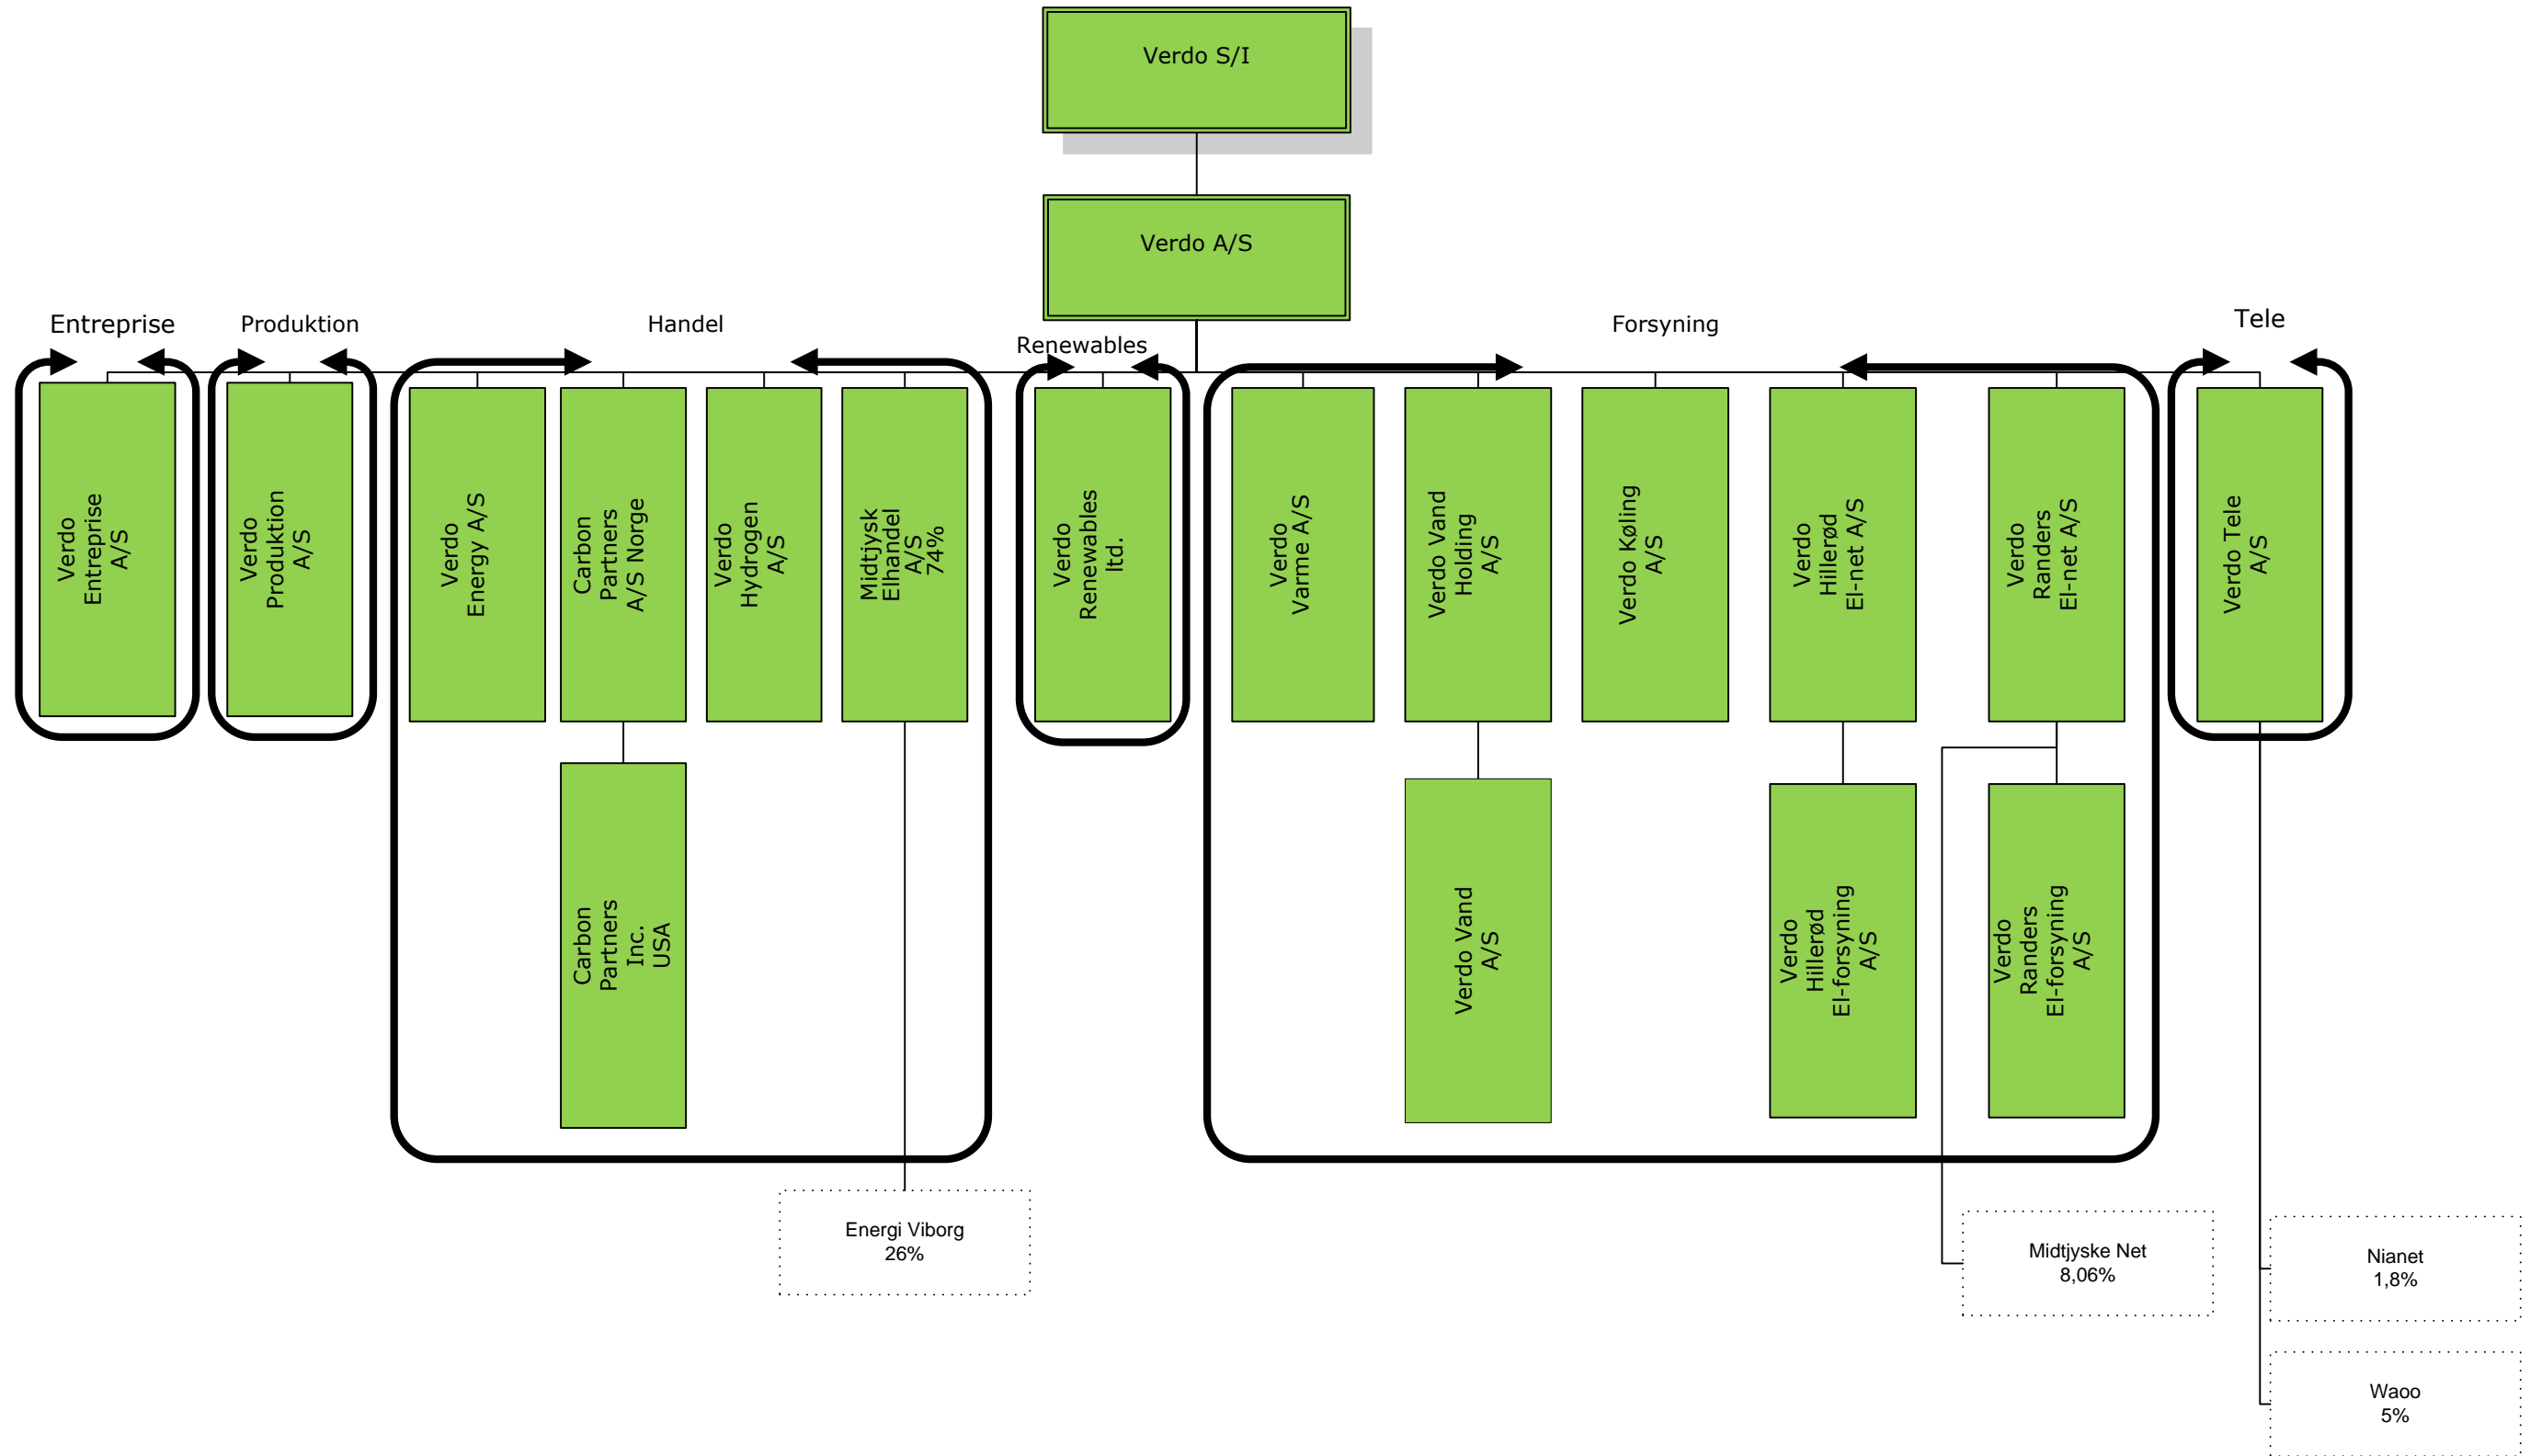 Verdo S/I
Verdo A/S
Entreprise
Produktion
Handel
Renewables
Forsyning
Tele
Verdo
Entreprise
A/S
Verdo
Produktion
A/S
Verdo
Energy A/S
Carbon
Partners
A/S Norge
Verdo
Hydrogen
A/S
Midtjysk
Elhandel
A/S
74%
Verdo
Renewables
ltd.
Verdo
Varme A/S
Verdo Vand
Holding
A/S
Verdo Køling
A/S
Verdo
Hillerød
El-net A/S
Verdo
Randers
El-net A/S
Verdo Tele
A/S
Carbon
Partners
Inc.
USA
Verdo Vand
A/S
Verdo
Hillerød
El-forsyning
A/S
Verdo
Randers
El-forsyning
A/S
Energi Viborg
26%
Midtjyske Net
8,06%
Nianet
1,8%
Waoo
5%